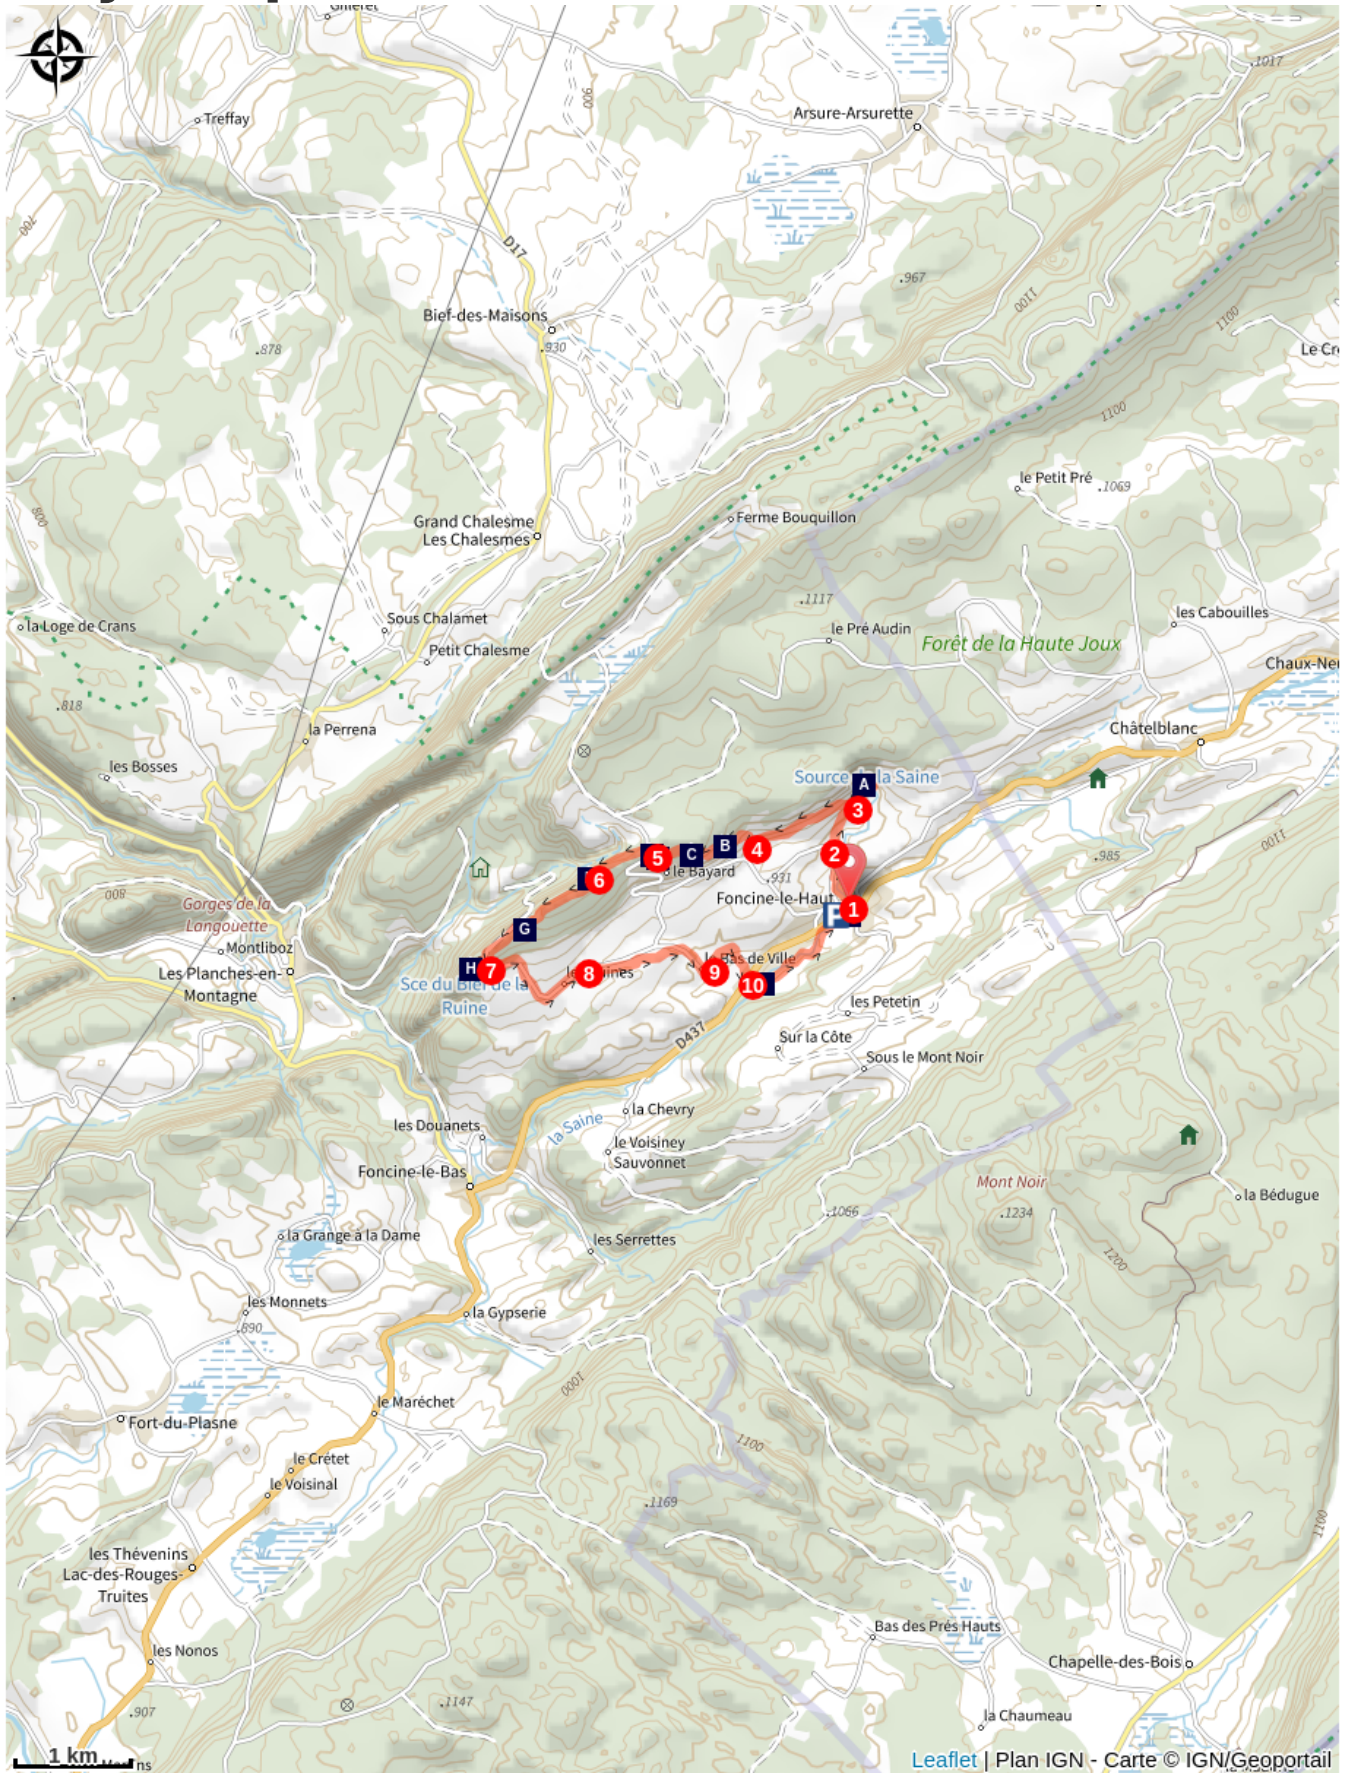 Gilleret
1017
Treffay
Arsure-Arsurette
900
700
D17
.967
1100
Bief-des-Maisons
.930
1100
.878
Le Cr
1100
le Petit Pré
.1069
800
Grand Chalesme
Les Chalesmes
Ferme Bouquillon
.1117
les Cabouilles
Sous Chalamet
la Loge de Crans
le Pré Audin
Forêt de la Haute Joux
Petit Chalesme
Chaux-Neu
.818
la Perrena
Châtelblanc
les Bosses
Source de la Saine
A
3
1100
B
4
2
.985
C
5
le Bayard
.931
6
800
Foncine-le-Haut
Gorges de la
Langouette
P
1
G
Montliboz
le Bas de Ville
H
7
8
9
Les Planches-en-
Montagne
10
Sce du Bief de la
Ruine
les Petetin
D437
Sur la Côte
Sous le Mont Noir
la Chevry
les Douanets
la Saine
le Voisiney
Sauvonnet
Foncine-le-Bas
Mont Noir
la Bédugue
.1066
.1234
la Grange à la Dame
les Serrettes
1200
les Monnets
la Gypserie
.890
1000
le Maréchet
Fort-du-Plasne
1100
le Crétet
le Voisinal
.1169
1100
les Thévenins
Lac-des-Rouges-
Truites
Bas des Prés Hauts
les Nonos
Chapelle-des-Bois
.1147
.907
la Chaumeau
1 km
Leaflet | Plan IGN - Carte © IGN/Geoportail